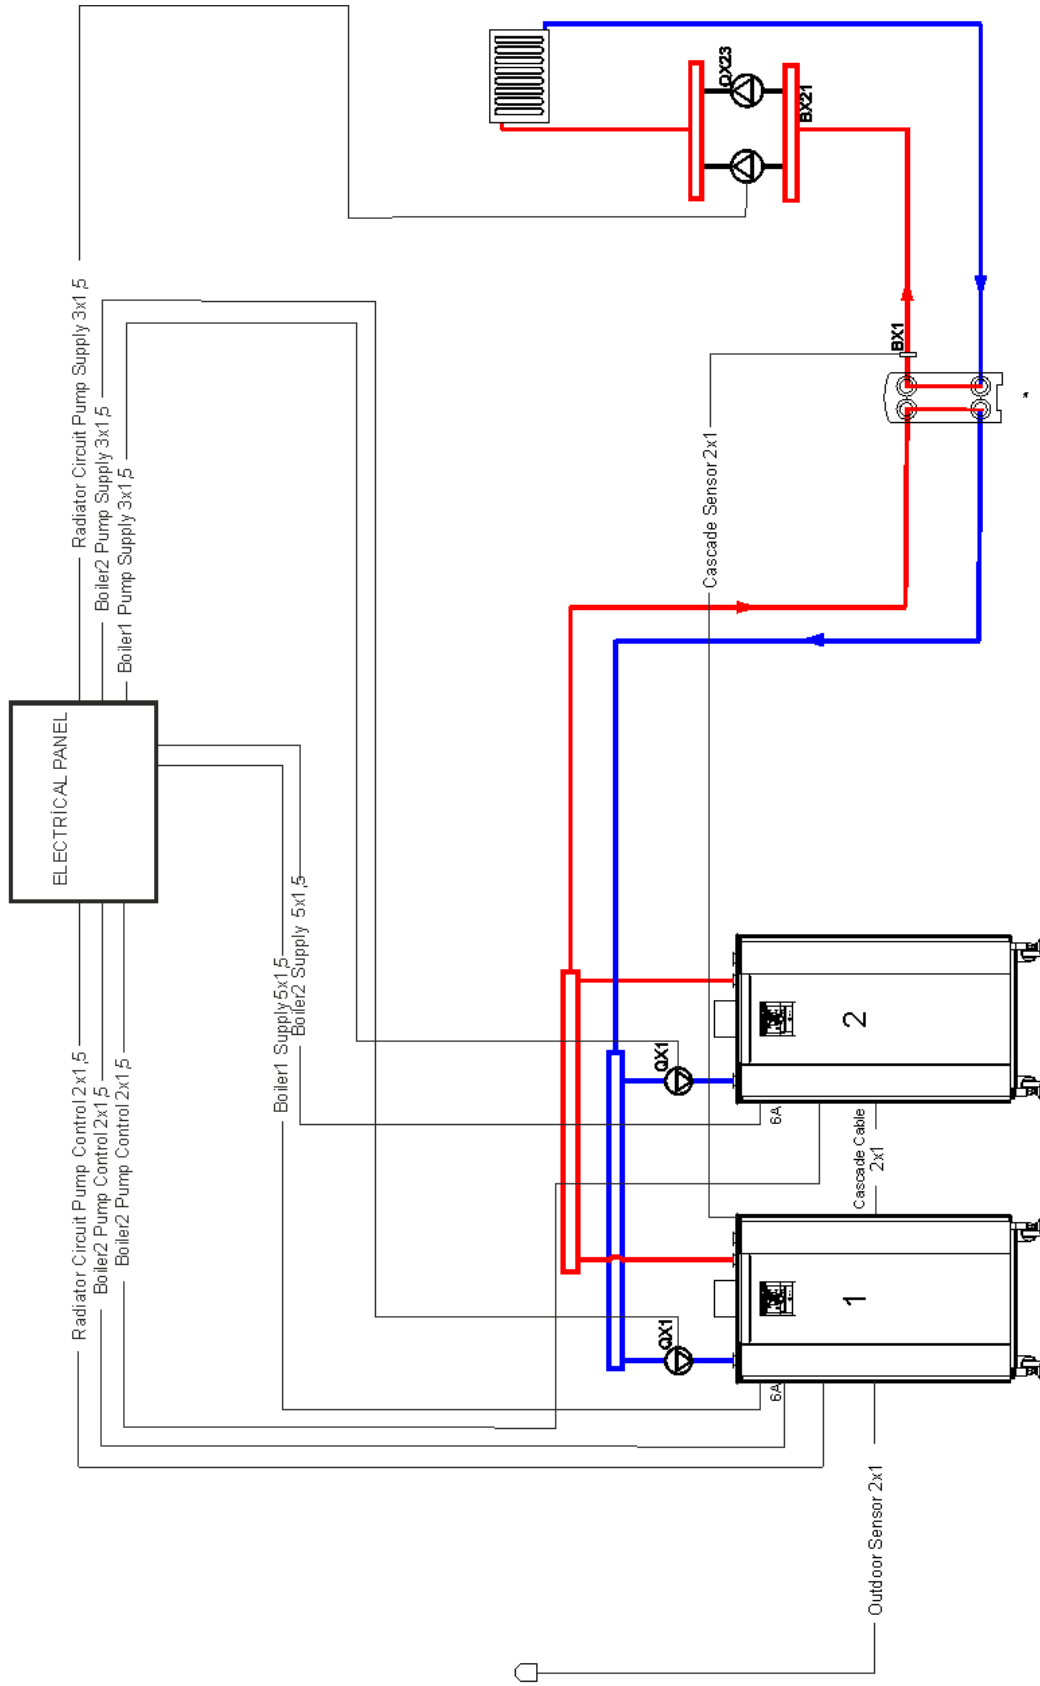 Radiator Circuit Pump Control 2x1,5
Boiler2 Pump Control 2x1,5
Boiler2 Pump Control 2x1,5
ELECTRİCAL PANEL
Radiator Circuit Pump Supply 3x1,5
Boiler2 Pump Supply 3x1,5
Boiler1 Pump Supply 3x1,5
Boiler1 Supply 5x1,5
Boiler2 Supply 5x1,5
QX23
BX21
BX1
Cascade Sensor 2x1
*
QX1
QX1
6A
6A
1
2
Cascade Cable
2x1
Outdoor Sensor 2x1